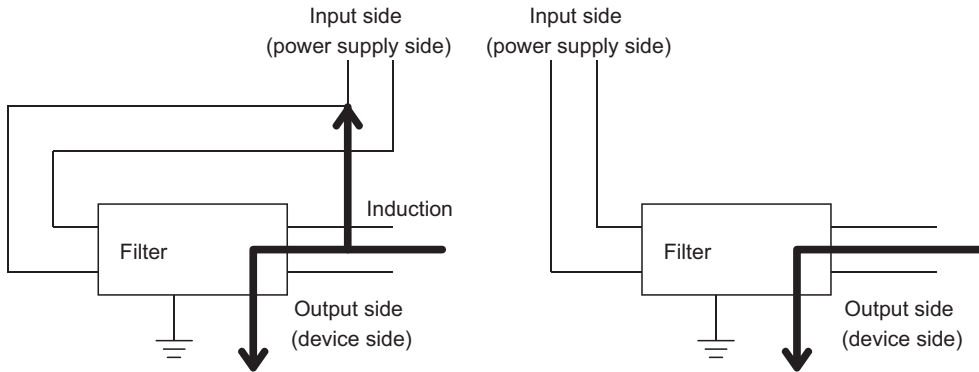 Input side
(power supply side)
Induction
Filter
Output side
(device side)
Input side
(power supply side)
Filter
Output side
(device side)